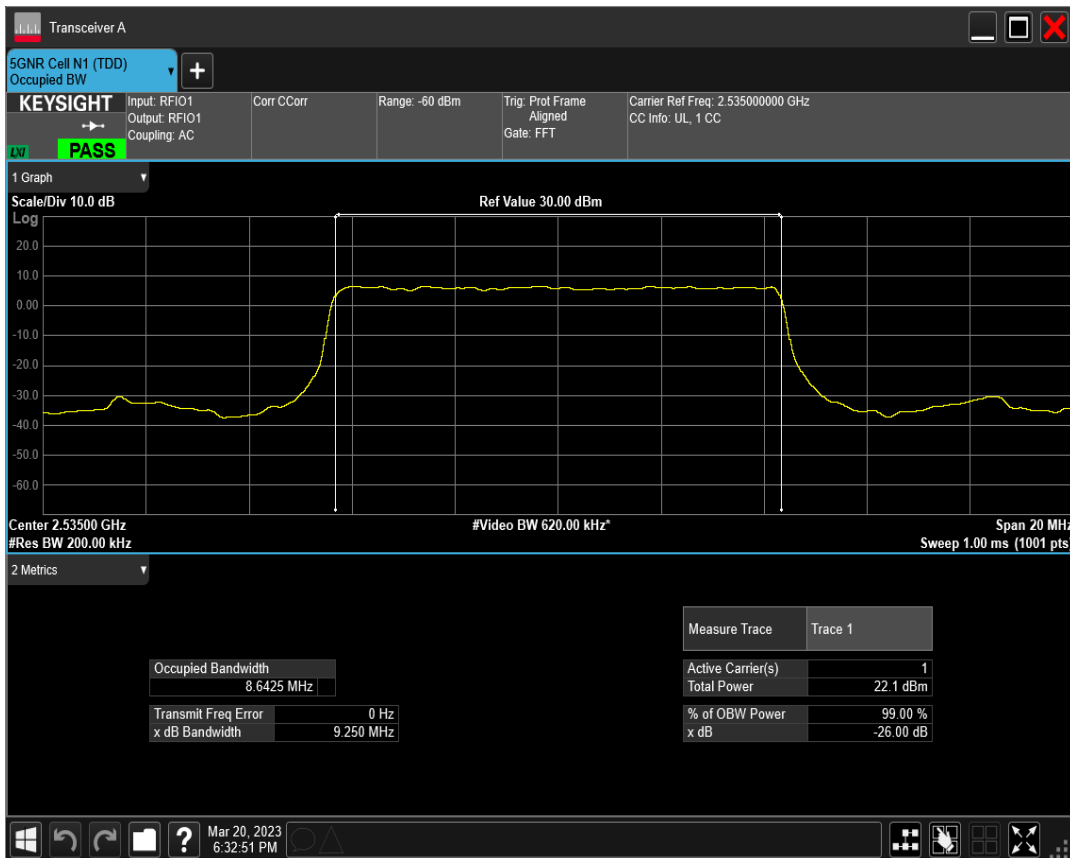 Transceiver A
5GNR Cell N1 (TDD)
Occupied BW
+
KEYSIGHT
LXI
PASS
Input: RFIO1
Output: RFIO1
Coupling: AC
Corr CCorr
Range: -60 dBm
Trig: Prot Frame
Aligned
Gate: FFT
Carrier Ref Freq: 2.535000000 GHz
CC Info: UL, 1 CC
1 Graph
Scale/Div 10.0 dB
Ref Value 30.00 dBm
Log
20.0
10.0
0.00
-10.0
-20.0
-30.0
-40.0
-50.0
-60.0
Center 2.53500 GHz
#Video BW 620.00 kHz*
Span 20 MHz
#Res BW 200.00 kHz
Sweep 1.00 ms (1001 pts)
2 Metrics
Measure Trace Trace 1
Occupied Bandwidth
8.6425 MHz
Active Carrier(s) 1
Total Power 22.1 dBm
Transmit Freq Error 0 Hz
x dB Bandwidth 9.250 MHz
% of OBW Power 99.00 %
x dB -26.00 dB
?
Mar 20, 2023
6:32:51 PM